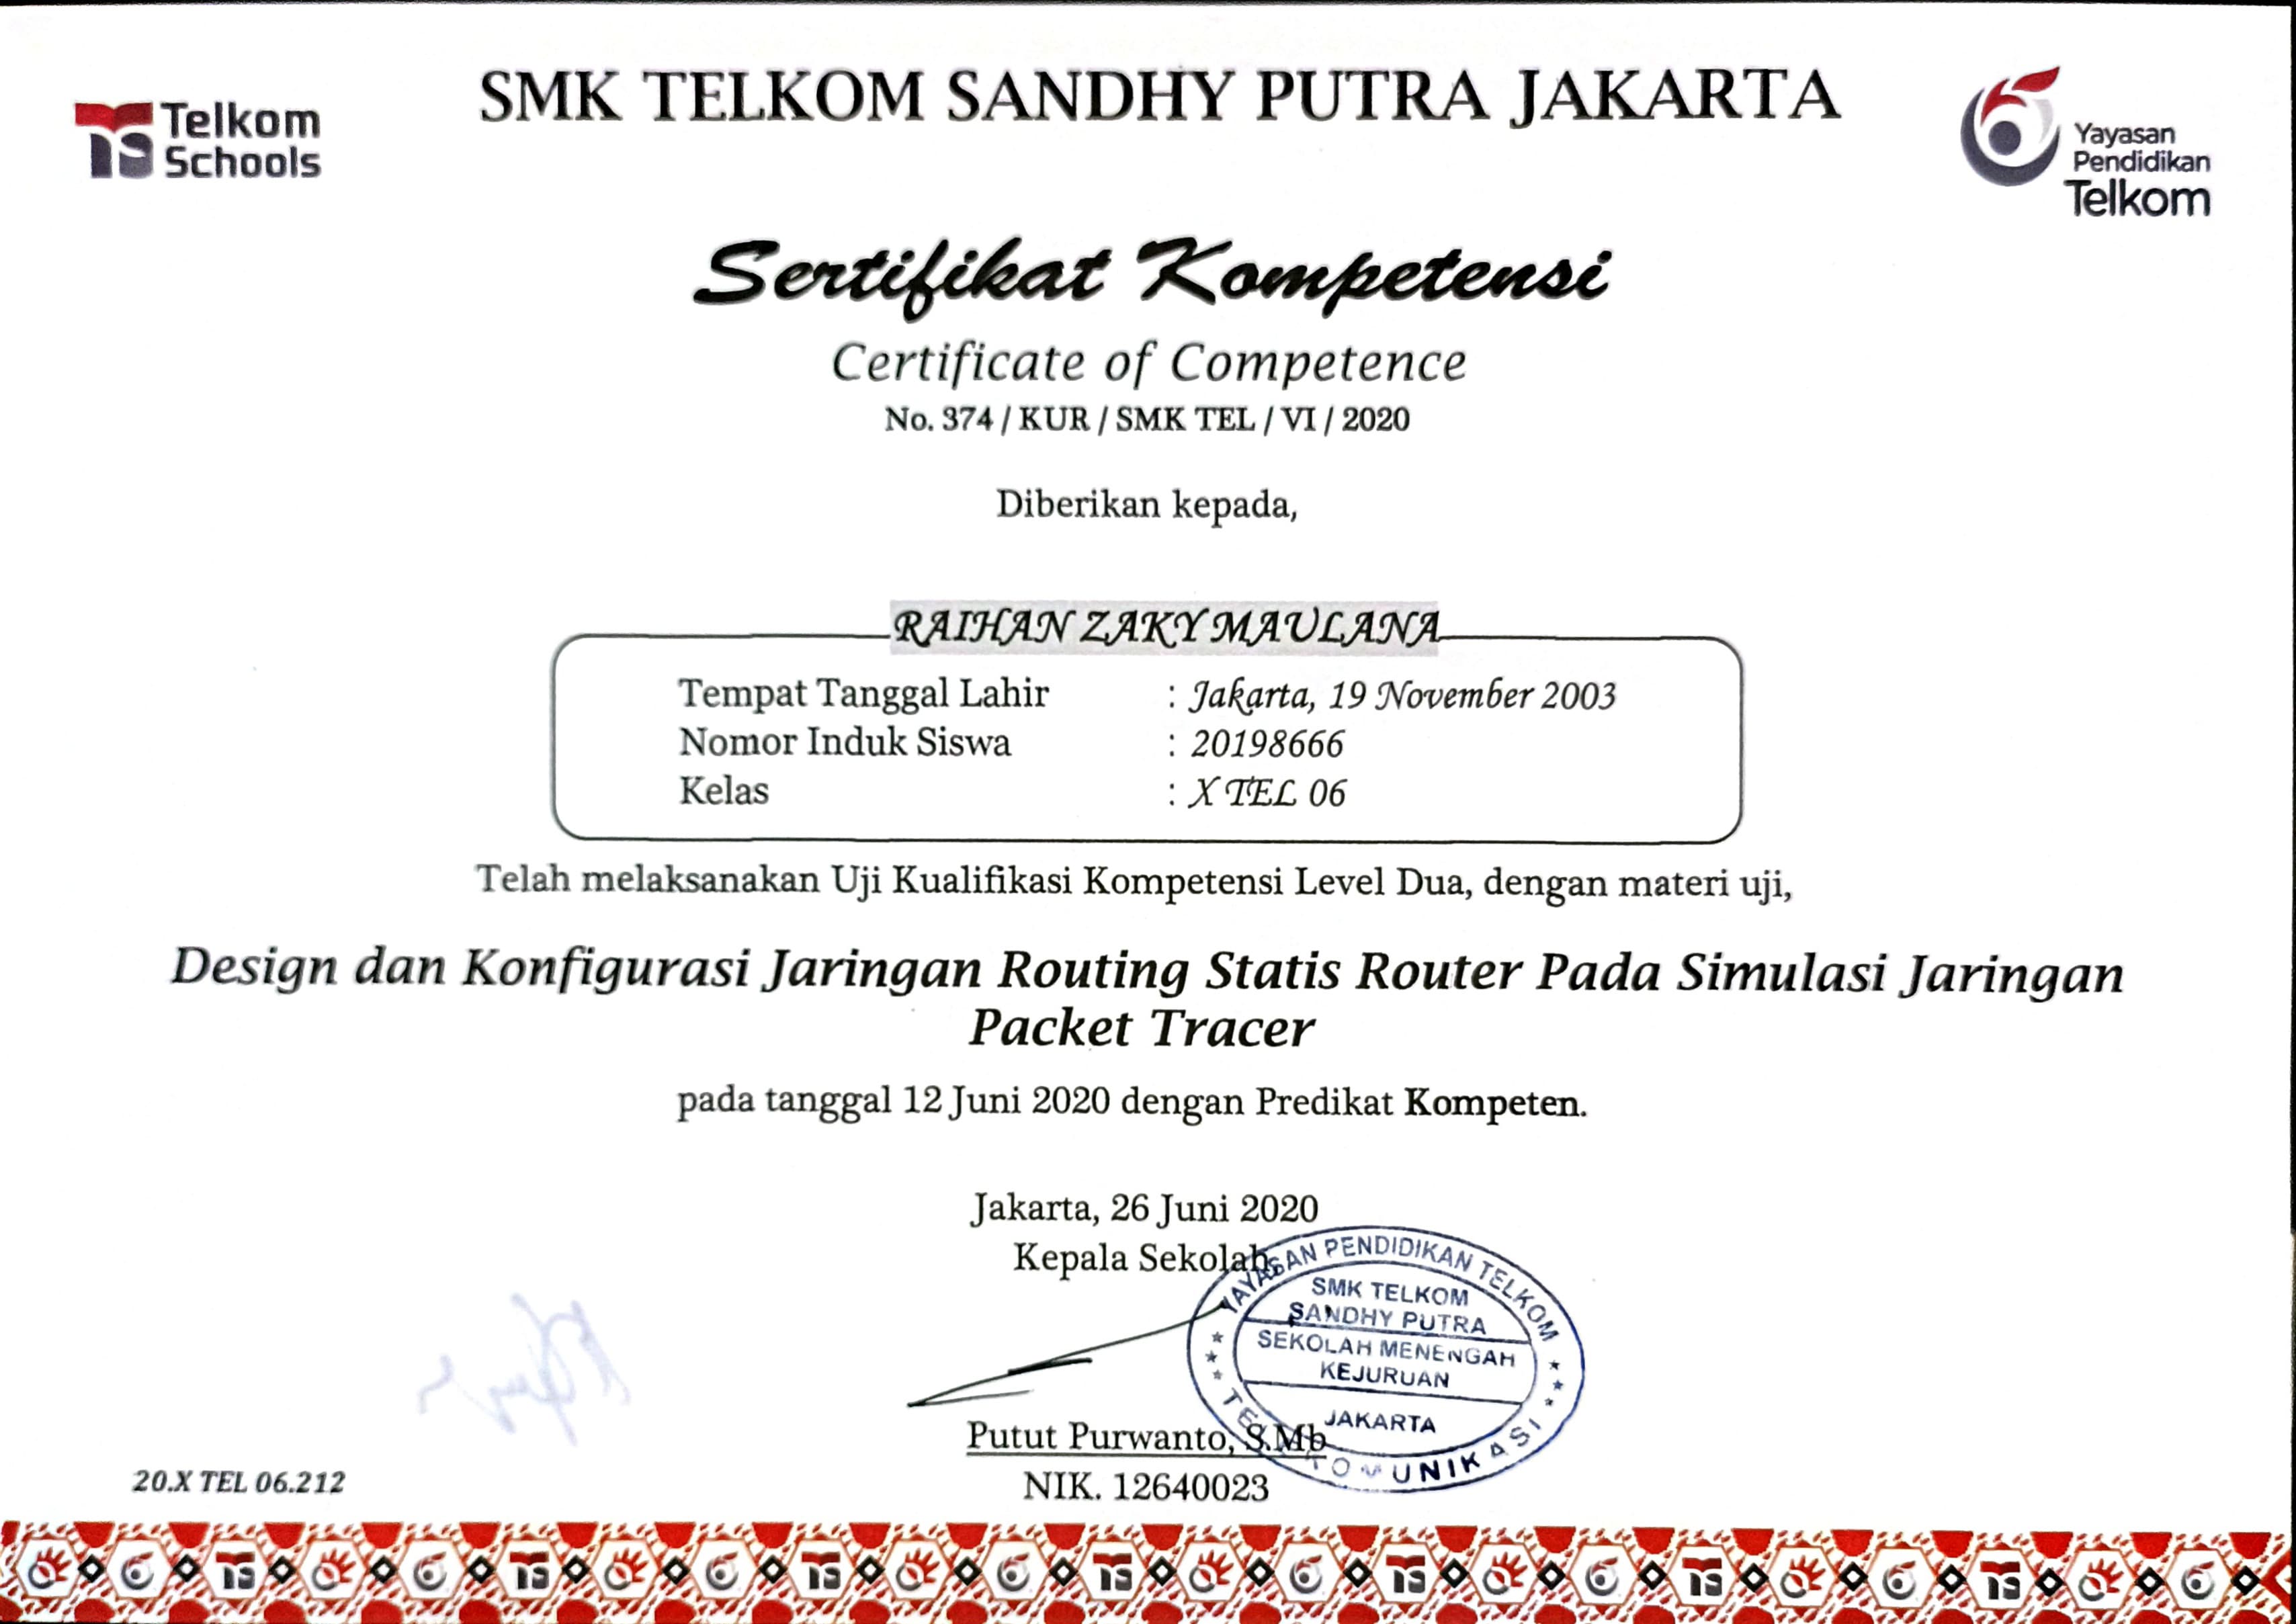 Telkom
Schools
SMK TELKOM SANDHY PUTRA JAKARTA
Yayasan
Pendidikan
Telkom
Sertifikat Kompetensi
Certificate of Competence
No. 374 / KUR / SMK TEL / VI / 2020
Diberikan kepada,
RAIHAN ZAKY MAULANA
Tempat Tanggal Lahir : Jakarta, 19 November 2003
Nomor Induk Siswa : 20198666
Kelas : X TEL 06
Telah melaksanakan Uji Kualifikasi Kompetensi Level Dua, dengan materi uji,
Design dan Konfigurasi Jaringan Routing Statis Router Pada Simulasi Jaringan
Packet Tracer
pada tanggal 12 Juni 2020 dengan Predikat Kompeten.
Jakarta, 26 Juni 2020
Kepala Sekolah,
YAYASAN PENDIDIKAN TELKOM
SMK TELKOM
SANDHY PUTRA
SEKOLAH MENENGAH
KEJURUAN
JAKARTA
TELEKOMUNIKASI
Putut Purwanto, S.Mb
NIK. 12640023
20.X TEL 06.212